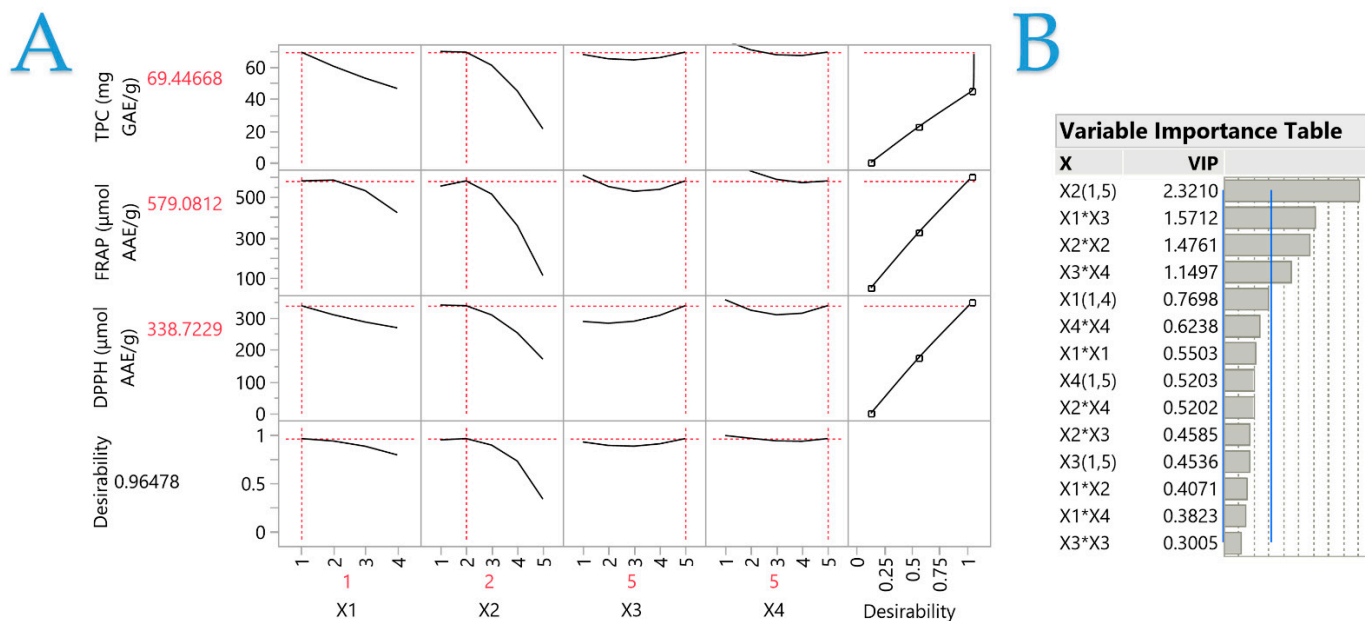 A
TPC (mg
GAE/g)
69.44668
60
40
20
0
FRAP (µmol
AAE/g)
579.0812
500
300
100
DPPH (µmol
AAE/g)
338.7229
300
200
100
0
Desirability
0.96478
1
0.5
0
1 2 3 4
1 2 3 4 5
1 2 3 4 5
1 2 3 4 5
0 0.25 0.5 0.75 1
1 2 5 5
X1 X2 X3 X4 Desirability
B
Variable Importance Table
X VIP
X2(1,5) 2.3210
X1*X3 1.5712
X2*X2 1.4761
X3*X4 1.1497
X1(1,4) 0.7698
X4*X4 0.6238
X1*X1 0.5503
X4(1,5) 0.5203
X2*X4 0.5202
X2*X3 0.4585
X3(1,5) 0.4536
X1*X2 0.4071
X1*X4 0.3823
X3*X3 0.3005